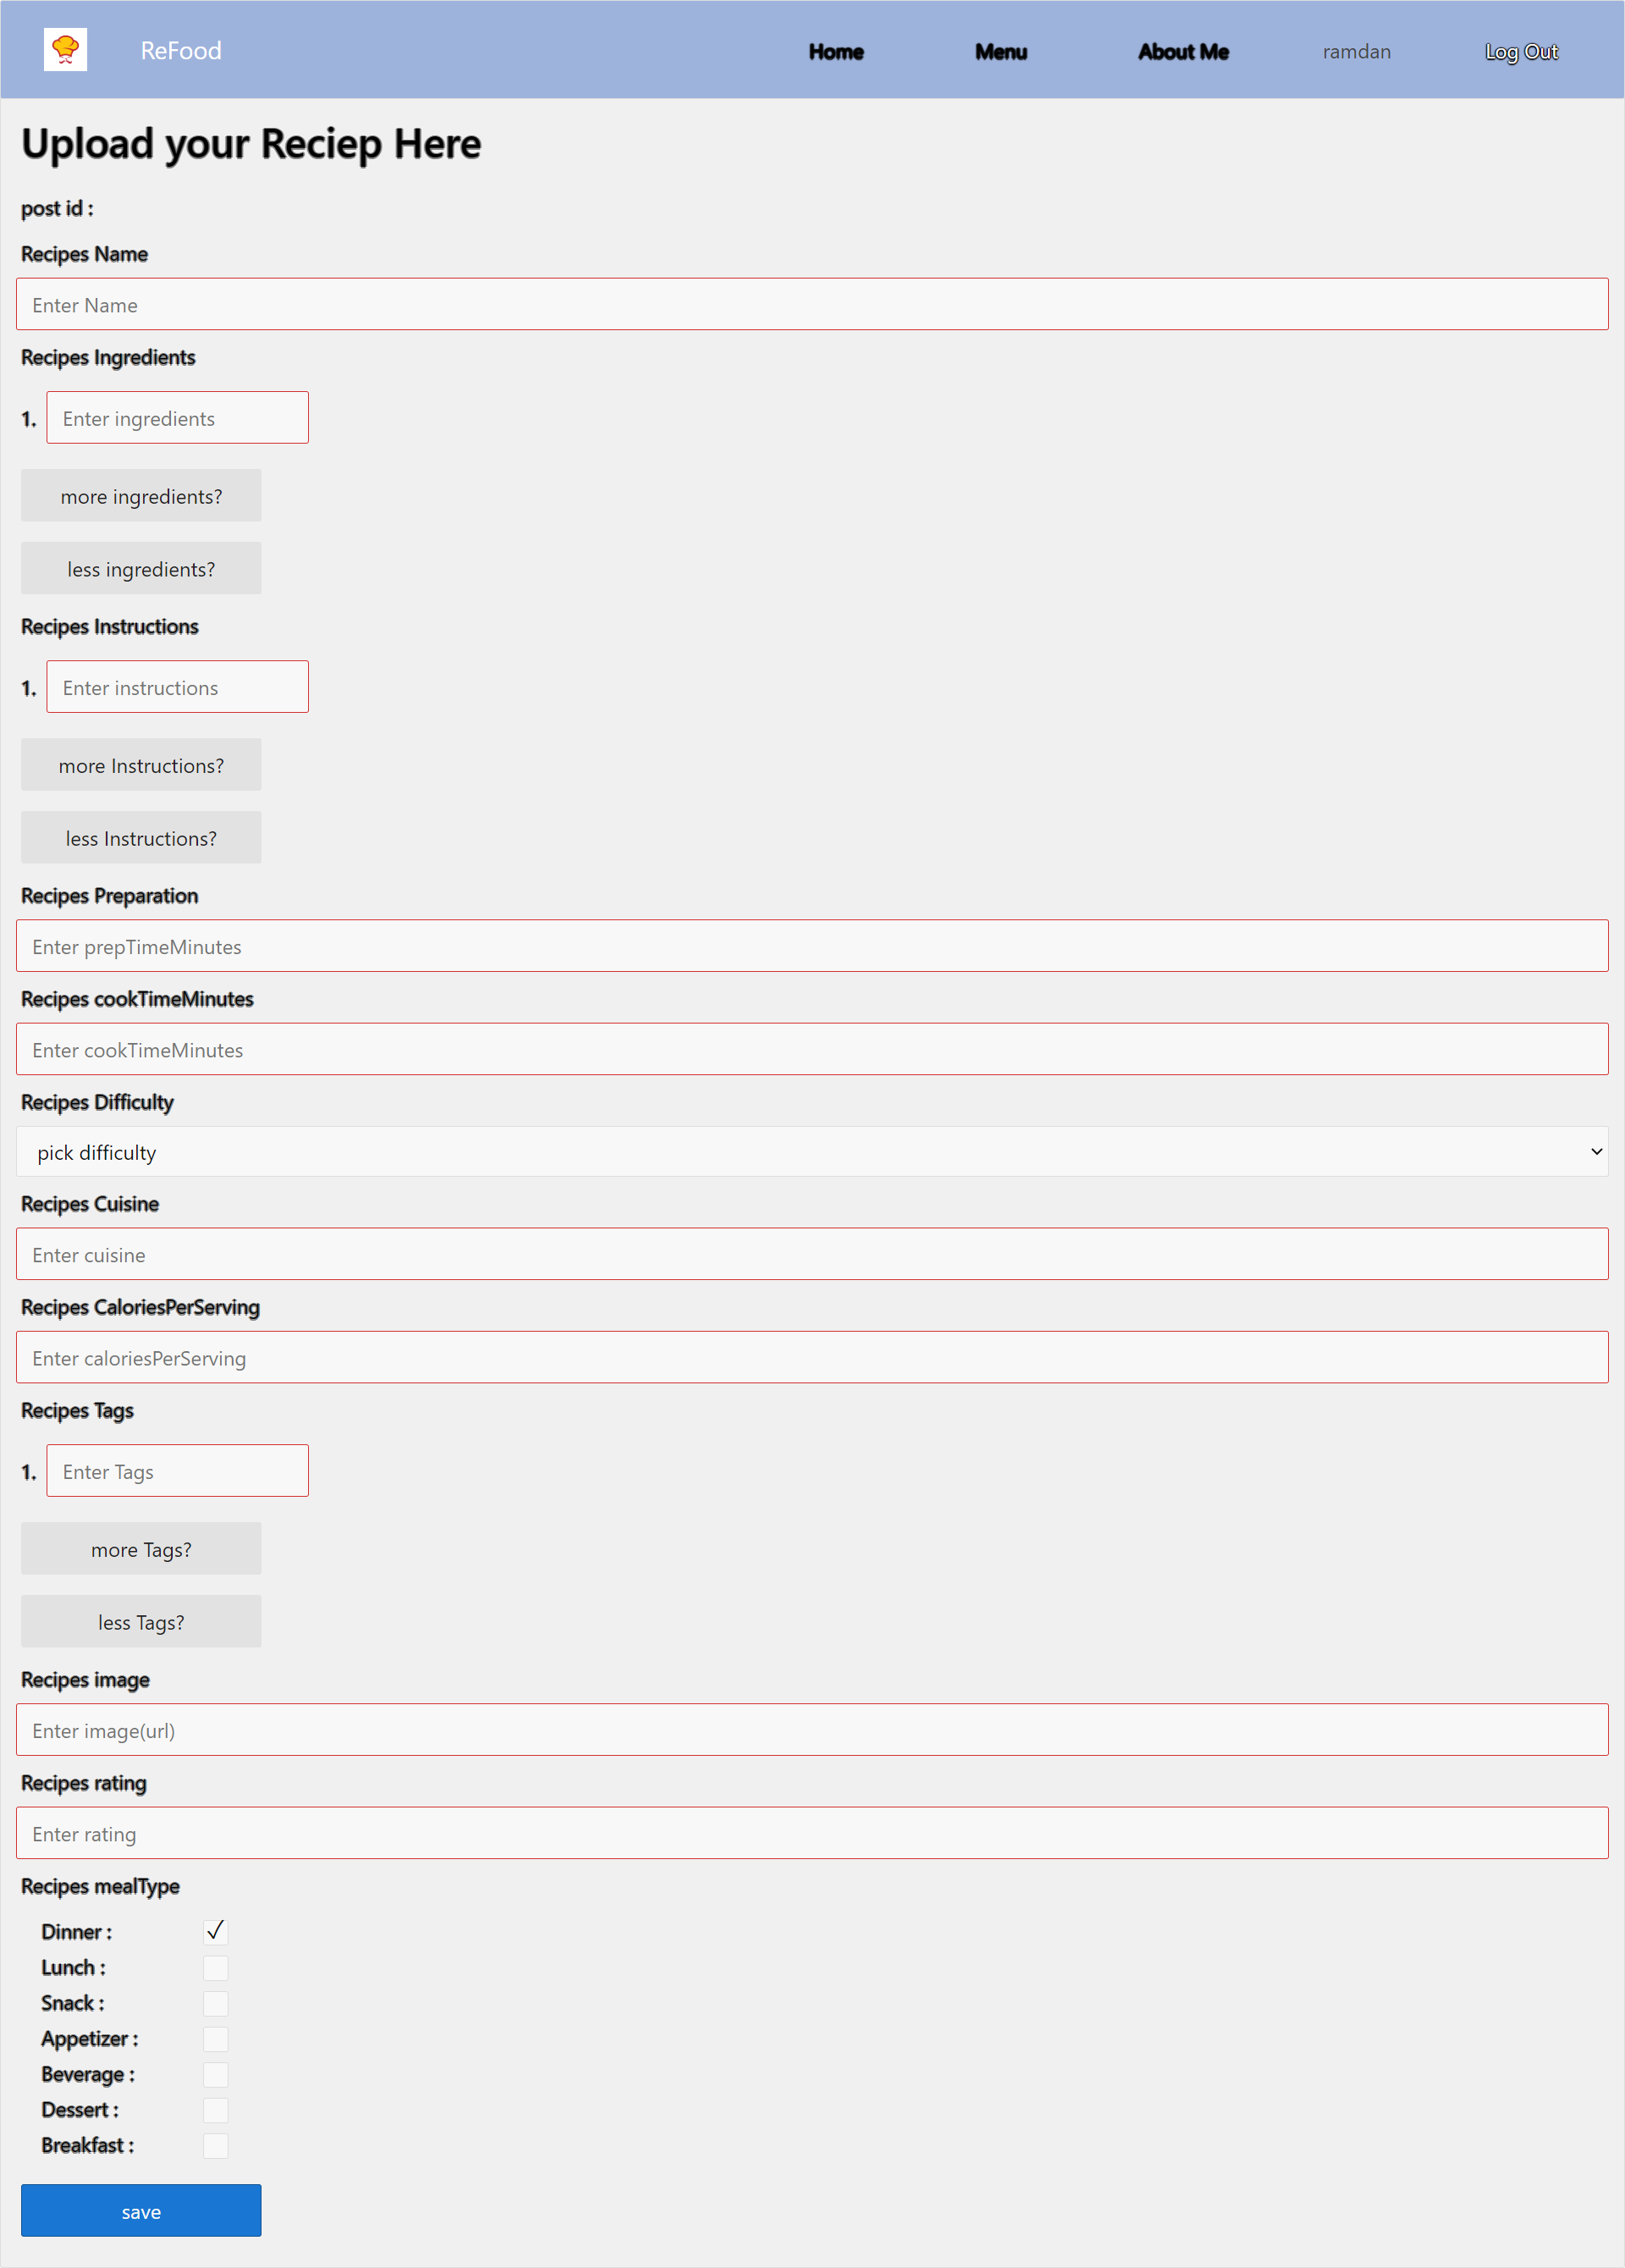 ReFood Home Menu About Me ramdan Log Out
Upload your Reciep Here
post id :
Recipes Name
Enter Name
Recipes Ingredients
1. Enter ingredients
more ingredients?
less ingredients?
Recipes Instructions
1. Enter instructions
more Instructions?
less Instructions?
Recipes Preparation
Enter prepTimeMinutes
Recipes cookTimeMinutes
Enter cookTimeMinutes
Recipes Difficulty
pick difficulty
Recipes Cuisine
Enter cuisine
Recipes CaloriesPerServing
Enter caloriesPerServing
Recipes Tags
1. Enter Tags
more Tags?
less Tags?
Recipes image
Enter image(url)
Recipes rating
Enter rating
Recipes mealType
Dinner :
Lunch :
Snack :
Appetizer :
Beverage :
Dessert :
Breakfast :
save